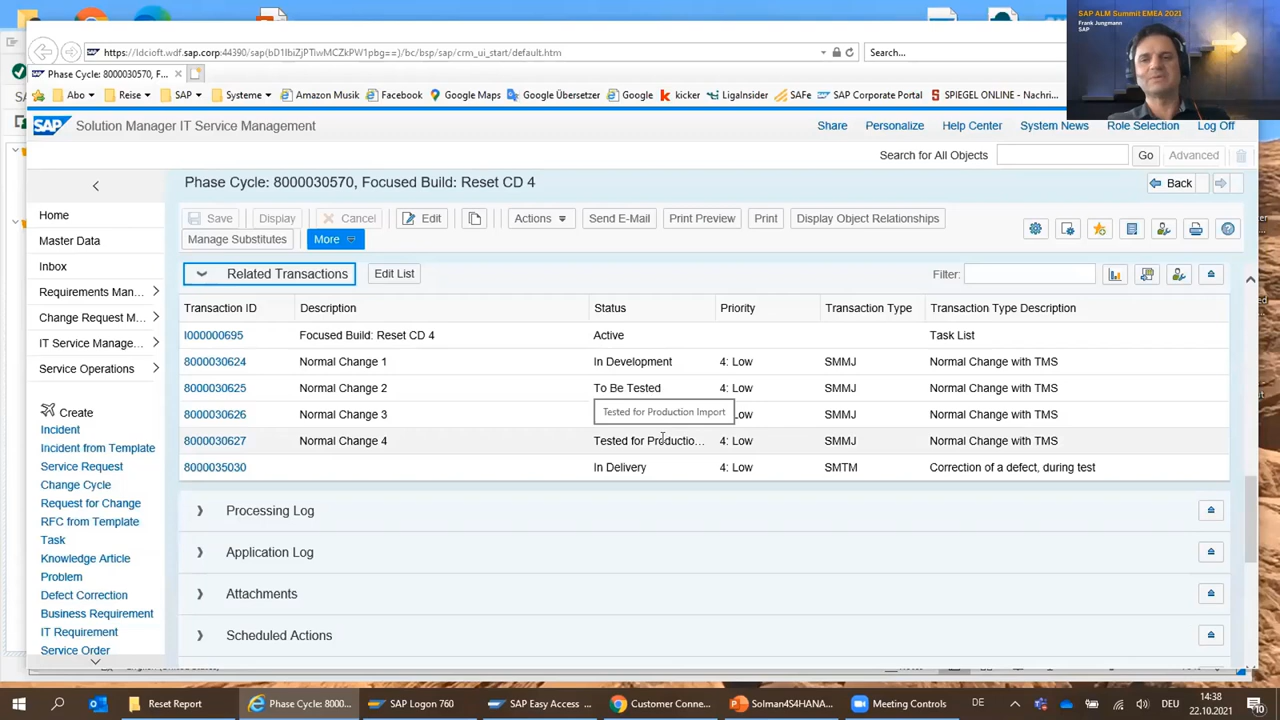 SAP ALM Summit EMEA 2021
Frank Jungmann
SAP
https://ldcioft.wdf.sap.corp:44390/sap(bD1lbiZjPTiwMCZkPW1pbg==)/bc/bsp/sap/crm_ui_start/default.htm
Search...
Phase Cycle: 8000030570, F...
Abo
Reise
SAP
Systeme
Amazon Musik
Facebook
Google Maps
Google Übersetzer
Google
kicker
LigaInsider
SAFe
SAP Corporate Portal
SPIEGEL ONLINE - Nachri...
SAP
Solution Manager IT Service Management
Share
Personalize
Help Center
System News
Role Selection
Log Off
Search for All Objects
Go
Advanced
Phase Cycle: 8000030570, Focused Build: Reset CD 4
Back
Save
Display
Cancel
Edit
Actions
Send E-Mail
Print Preview
Print
Display Object Relationships
Manage Substitutes
More
Home
Master Data
Inbox
Requirements Man...
Change Request M...
IT Service Manage...
Service Operations
Create
Incident
Incident from Template
Service Request
Change Cycle
Request for Change
RFC from Template
Task
Knowledge Article
Problem
Defect Correction
Business Requirement
IT Requirement
Service Order
Related Transactions
Edit List
Filter:
Transaction ID Description Status Priority Transaction Type Transaction Type Description
I000000695 Focused Build: Reset CD 4 Active Task List
8000030624 Normal Change 1 In Development 4: Low SMMJ Normal Change with TMS
8000030625 Normal Change 2 To Be Tested 4: Low SMMJ Normal Change with TMS
Tested for Production Import
8000030626 Normal Change 3 Low SMMJ Normal Change with TMS
8000030627 Normal Change 4 Tested for Productio... 4: Low SMMJ Normal Change with TMS
8000035030 In Delivery 4: Low SMTM Correction of a defect, during test
Processing Log
Application Log
Attachments
Scheduled Actions
Reset Report
Phase Cycle: 8000...
SAP Logon 760
SAP Easy Access ...
Customer Connec...
Solman4S4HANA...
Meeting Controls
DE
DEU
14:38
22.10.2021
10